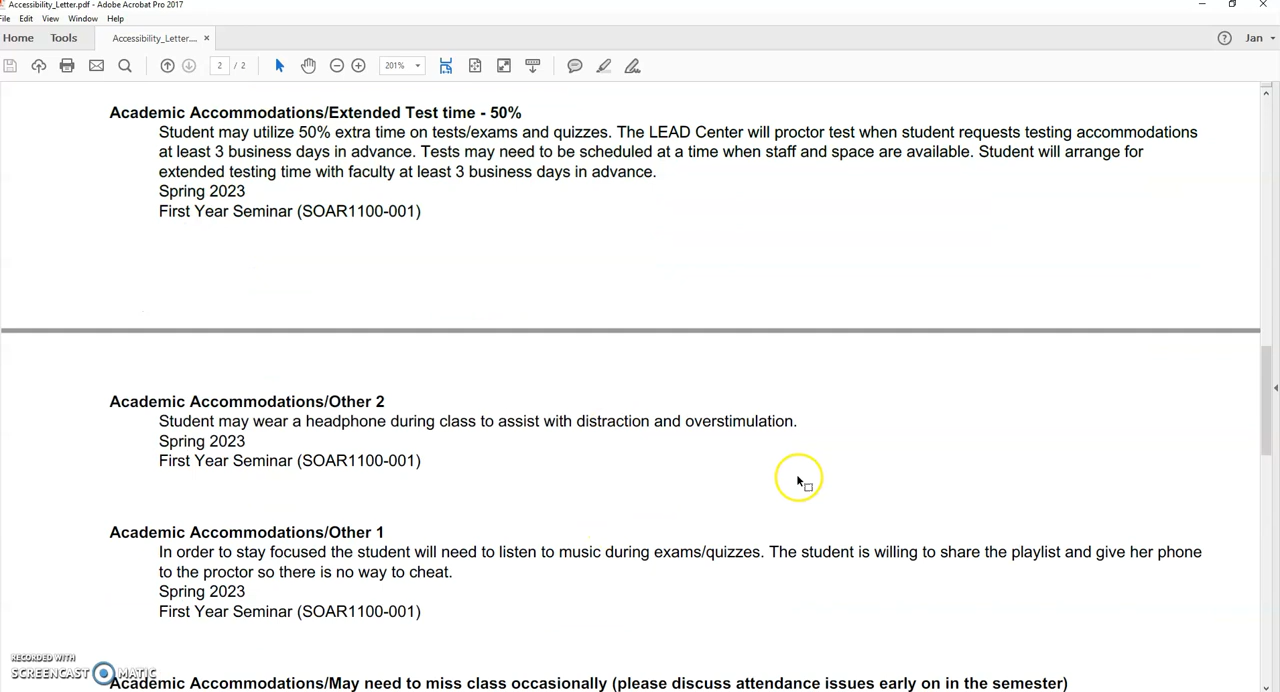 Accessibility_Letter.pdf - Adobe Acrobat Pro 2017
File Edit View Window Help
Home Tools Accessibility_Letter.... × ? Jan
2 / 2 201%
Academic Accommodations/Extended Test time - 50%
Student may utilize 50% extra time on tests/exams and quizzes. The LEAD Center will proctor test when student requests testing accommodations
at least 3 business days in advance. Tests may need to be scheduled at a time when staff and space are available. Student will arrange for
extended testing time with faculty at least 3 business days in advance.
Spring 2023
First Year Seminar (SOAR1100-001)
Academic Accommodations/Other 2
Student may wear a headphone during class to assist with distraction and overstimulation.
Spring 2023
First Year Seminar (SOAR1100-001)
Academic Accommodations/Other 1
In order to stay focused the student will need to listen to music during exams/quizzes. The student is willing to share the playlist and give her phone
to the proctor so there is no way to cheat.
Spring 2023
First Year Seminar (SOAR1100-001)
RECORDED WITH
SCREENCAST MATIC
Academic Accommodations/May need to miss class occasionally (please discuss attendance issues early on in the semester)